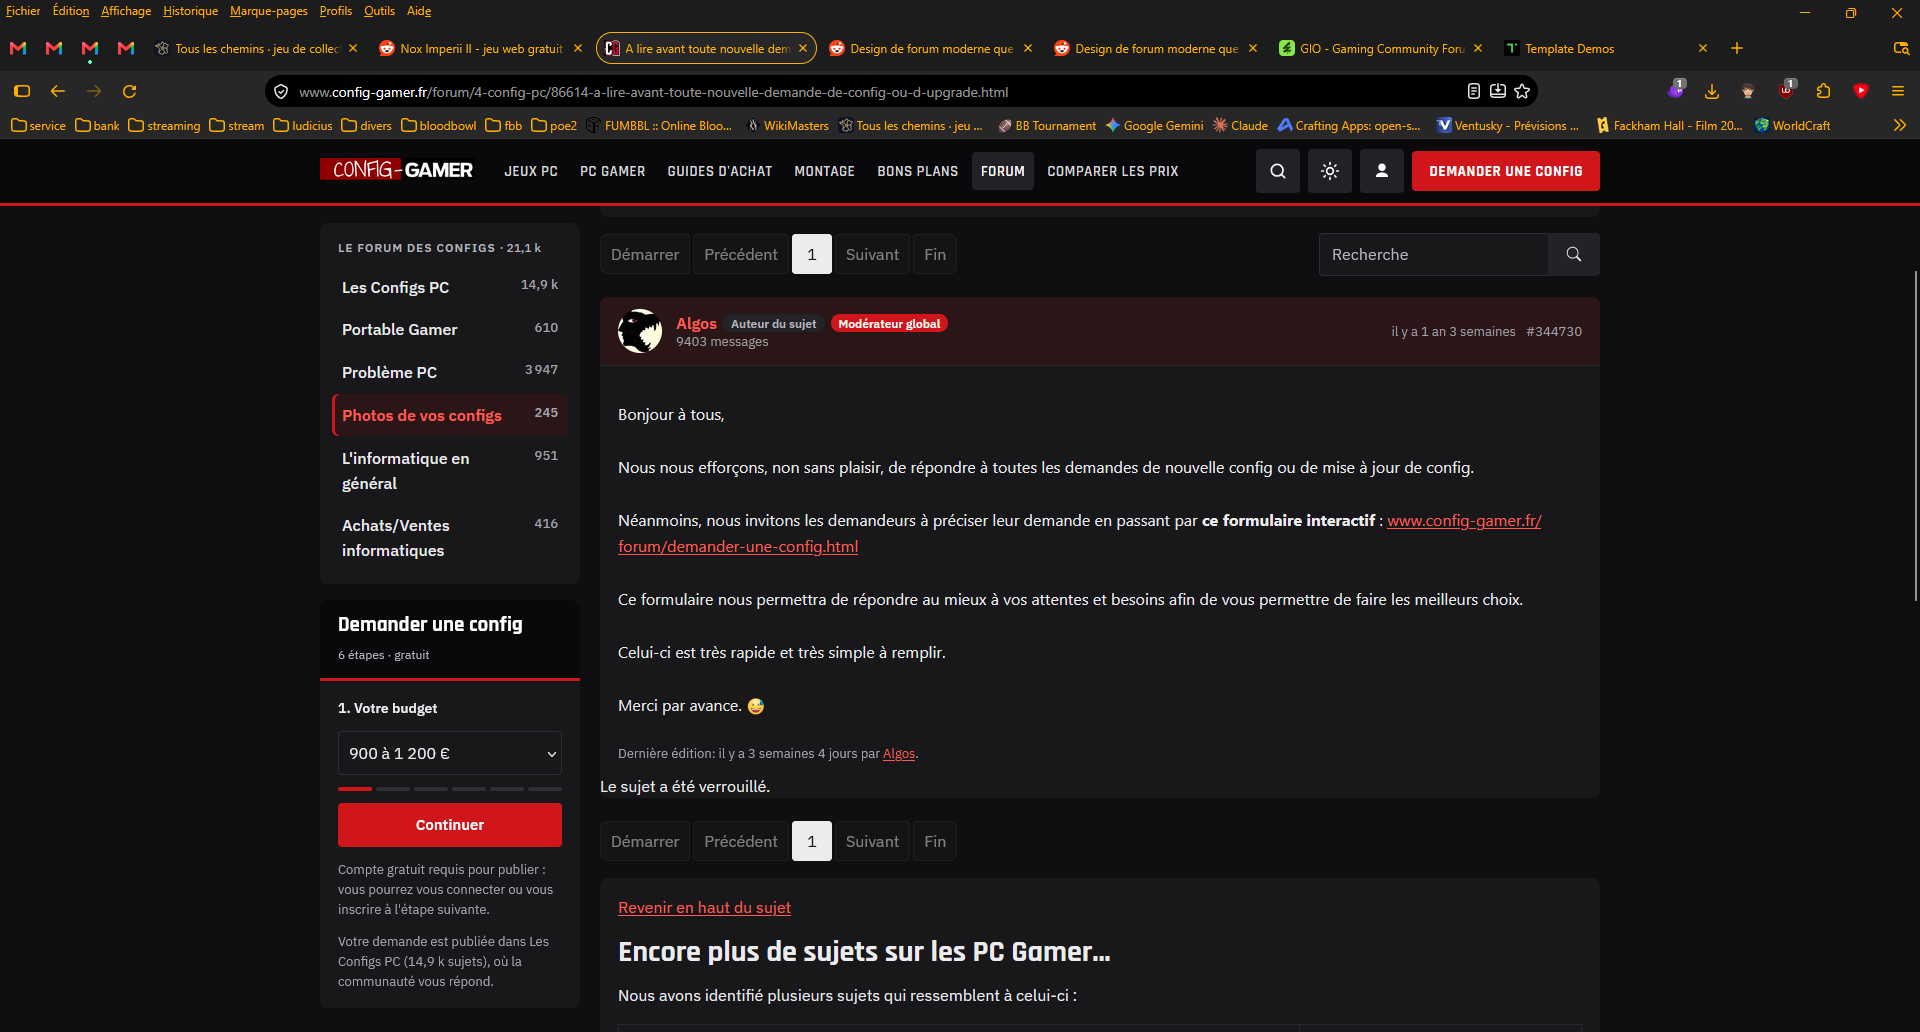 Fichier Édition Affichage Historique Marque-pages Profils Outils Aide
Tous les chemins · jeu de collec
Nox Imperii II - jeu web gratuit
A lire avant toute nouvelle dem
Design de forum moderne que
Design de forum moderne que
GIO - Gaming Community Foru
Template Demos
www.config-gamer.fr/forum/4-config-pc/86614-a-lire-avant-toute-nouvelle-demande-de-config-ou-d-upgrade.html
1
1
service bank streaming stream ludicius divers bloodbowl fbb poe2 FUMBBL :: Online Bloo... WikiMasters Tous les chemins · jeu ... BB Tournament Google Gemini Claude Crafting Apps: open-s... Ventusky - Prévisions ... Fackham Hall - Film 20... WorldCraft
CONFIG-GAMER JEUX PC PC GAMER GUIDES D'ACHAT MONTAGE BONS PLANS FORUM COMPARER LES PRIX DEMANDER UNE CONFIG
LE FORUM DES CONFIGS · 21,1 k
Les Configs PC 14,9 k
Portable Gamer 610
Problème PC 3 947
Photos de vos configs 245
L'informatique en 951
général
Achats/Ventes 416
informatiques
Demander une config
6 étapes · gratuit
1. Votre budget
900 à 1 200 €
Continuer
Compte gratuit requis pour publier :
vous pourrez vous connecter ou vous
inscrire à l'étape suivante.
Votre demande est publiée dans Les
Configs PC (14,9 k sujets), où la
communauté vous répond.
Démarrer Précédent 1 Suivant Fin
Recherche
Algos Auteur du sujet Modérateur global
9403 messages
il y a 1 an 3 semaines #344730
Bonjour à tous,
Nous nous efforçons, non sans plaisir, de répondre à toutes les demandes de nouvelle config ou de mise à jour de config.
Néanmoins, nous invitons les demandeurs à préciser leur demande en passant par ce formulaire interactif : www.config-gamer.fr/
forum/demander-une-config.html
Ce formulaire nous permettra de répondre au mieux à vos attentes et besoins afin de vous permettre de faire les meilleurs choix.
Celui-ci est très rapide et très simple à remplir.
Merci par avance. 😅
Dernière édition: il y a 3 semaines 4 jours par Algos.
Le sujet a été verrouillé.
Démarrer Précédent 1 Suivant Fin
Revenir en haut du sujet
Encore plus de sujets sur les PC Gamer...
Nous avons identifié plusieurs sujets qui ressemblent à celui-ci :